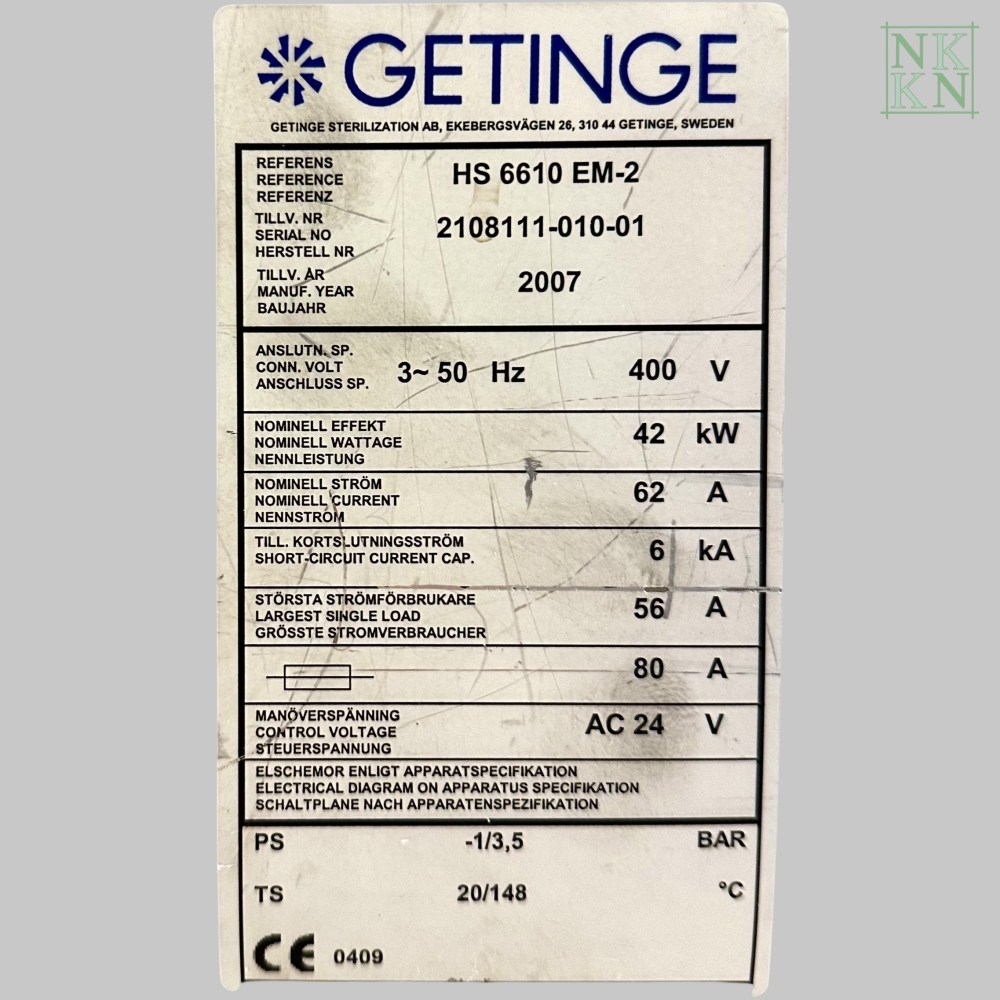 NK
KN
GETINGE
GETINGE STERILIZATION AB, EKEBERGSVÄGEN 26, 310 44 GETINGE, SWEDEN
REFERENS
REFERENCE
REFERENZ
HS 6610 EM-2
TILLV. NR
SERIAL NO
HERSTELL NR
2108111-010-01
TILLV. ÅR
MANUF. YEAR
BAUJAHR
2007
ANSLUTN. SP.
CONN. VOLT
ANSCHLUSS SP.
3~ 50 Hz 400 V
NOMINELL EFFEKT
NOMINELL WATTAGE
NENNLEISTUNG
42 kW
NOMINELL STRÖM
NOMINELL CURRENT
NENNSTRÖM
62 A
TILL. KORTSLUTNINGSSTRÖM
SHORT-CIRCUIT CURRENT CAP.
6 kA
STÖRSTA STRÖMFÖRBRUKARE
LARGEST SINGLE LOAD
GRÖSSTE STROMVERBRAUCHER
56 A
80 A
MANÖVERSPÄNNING
CONTROL VOLTAGE
STEUERSPANNUNG
AC 24 V
ELSCHEMOR ENLIGT APPARATSPECIFIKATION
ELECTRICAL DIAGRAM ON APPARATUS SPECIFIKATION
SCHALTPLANE NACH APPARATENSPEZIFIKATION
PS -1/3,5 BAR
TS 20/148 °C
CE 0409